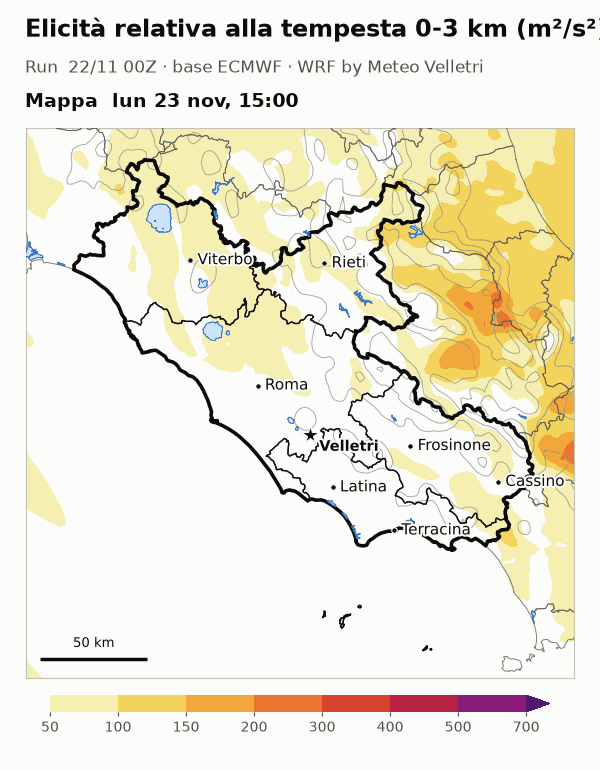 Elicità relativa alla tempesta 0-3 km (m²/s²)
Run 22/11 00Z · base ECMWF · WRF by Meteo Velletri
Mappa lun 23 nov, 15:00
Viterbo
Rieti
Roma
Velletri
Frosinone
Cassino
Latina
Terracina
50 km
50 100 150 200 300 400 500 700